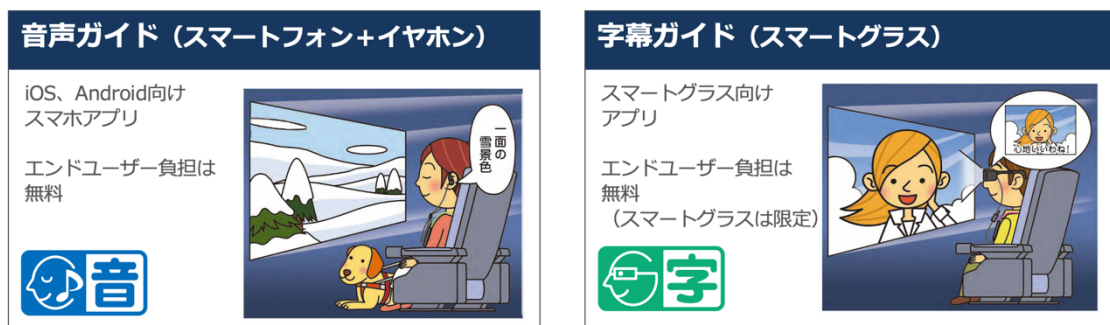 音声ガイド（スマートフォン＋イヤホン）
iOS、Android向け
スマホアプリ
エンドユーザー負担は
無料
一面の
雪景色
音
字幕ガイド（スマートグラス）
スマートグラス向け
アプリ
エンドユーザー負担は
無料
（スマートグラスは限定）
心地いいわね！
字